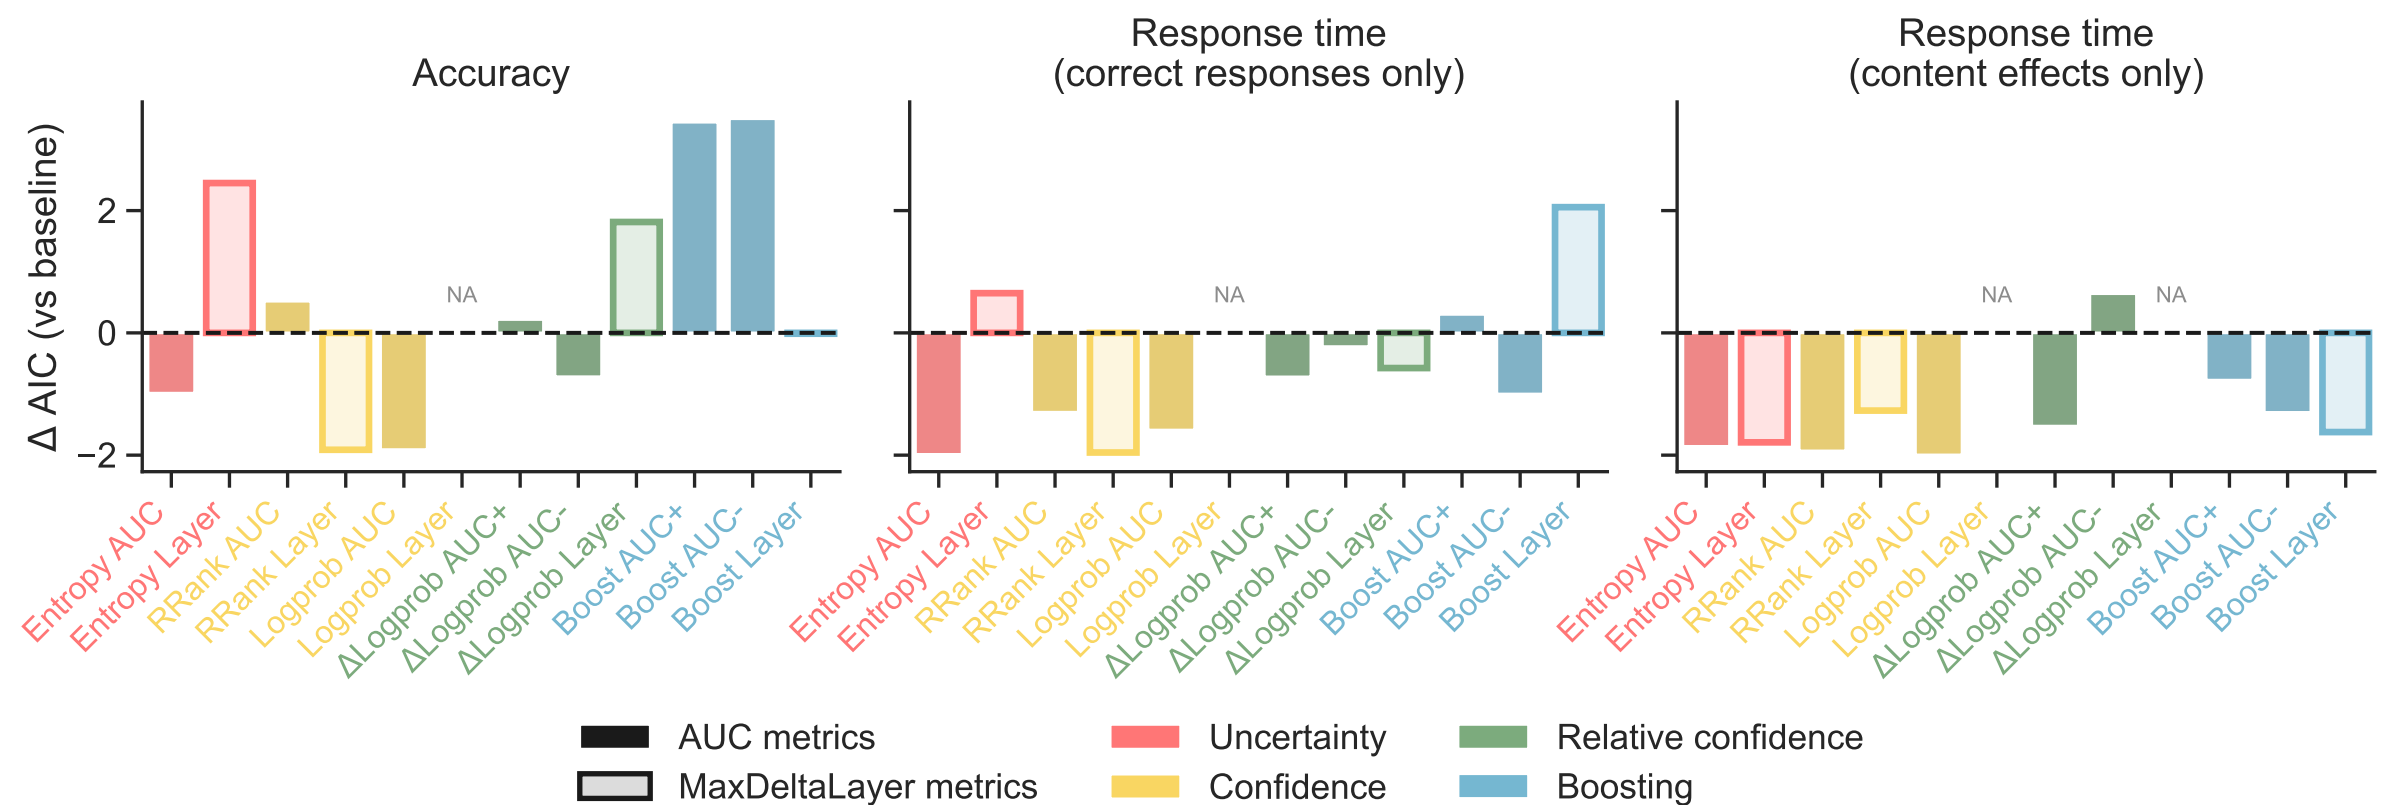 Accuracy
Response time
(correct responses only)
Response time
(content effects only)
Δ AIC (vs baseline)
2
0
−2
NA
NA
NA
NA
Entropy AUC
Entropy Layer
RRank AUC
RRank Layer
Logprob AUC
Logprob Layer
ΔLogprob AUC+
ΔLogprob AUC-
ΔLogprob Layer
Boost AUC+
Boost AUC-
Boost Layer
Entropy AUC
Entropy Layer
RRank AUC
RRank Layer
Logprob AUC
Logprob Layer
ΔLogprob AUC+
ΔLogprob AUC-
ΔLogprob Layer
Boost AUC+
Boost AUC-
Boost Layer
Entropy AUC
Entropy Layer
RRank AUC
RRank Layer
Logprob AUC
Logprob Layer
ΔLogprob AUC+
ΔLogprob AUC-
ΔLogprob Layer
Boost AUC+
Boost AUC-
Boost Layer
AUC metrics
MaxDeltaLayer metrics
Uncertainty
Confidence
Relative confidence
Boosting